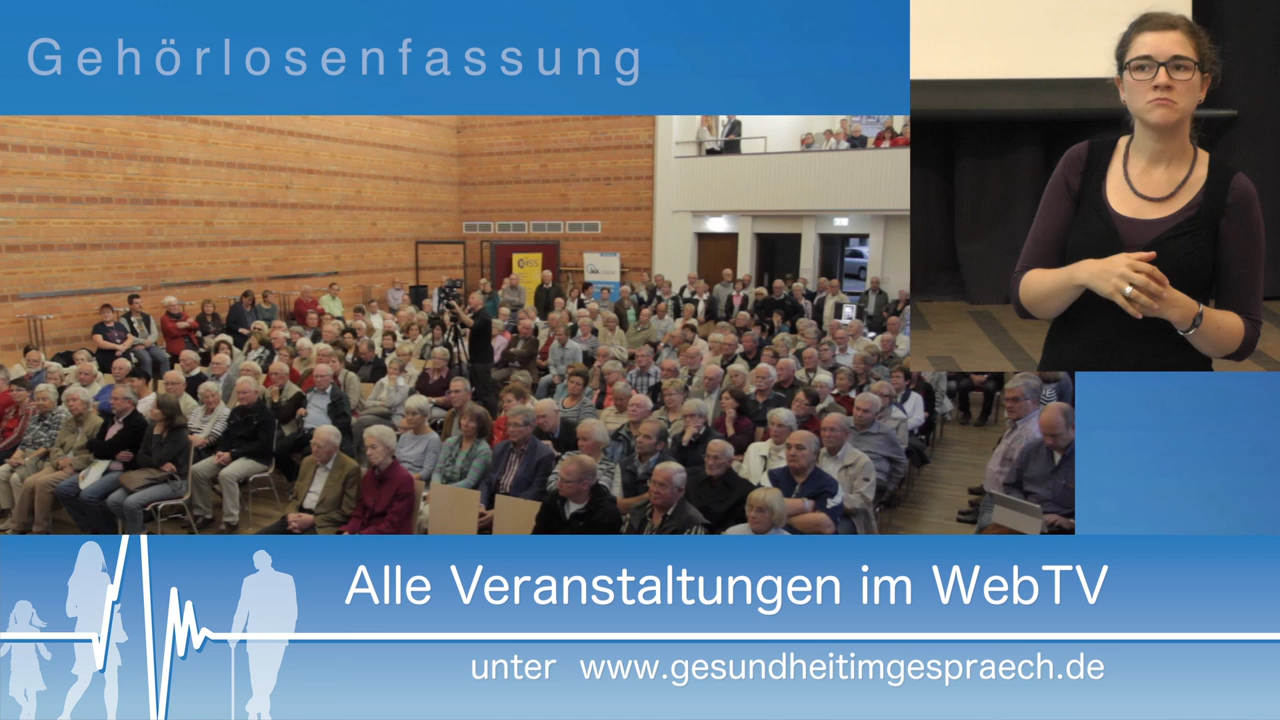 Gehörlosenfassung
Alle Veranstaltungen im WebTV
unter www.gesundheitimgespraech.de